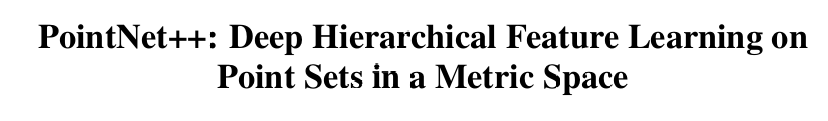 PointNet++: Deep Hierarchical Feature Learning on
Point Sets in a Metric Space